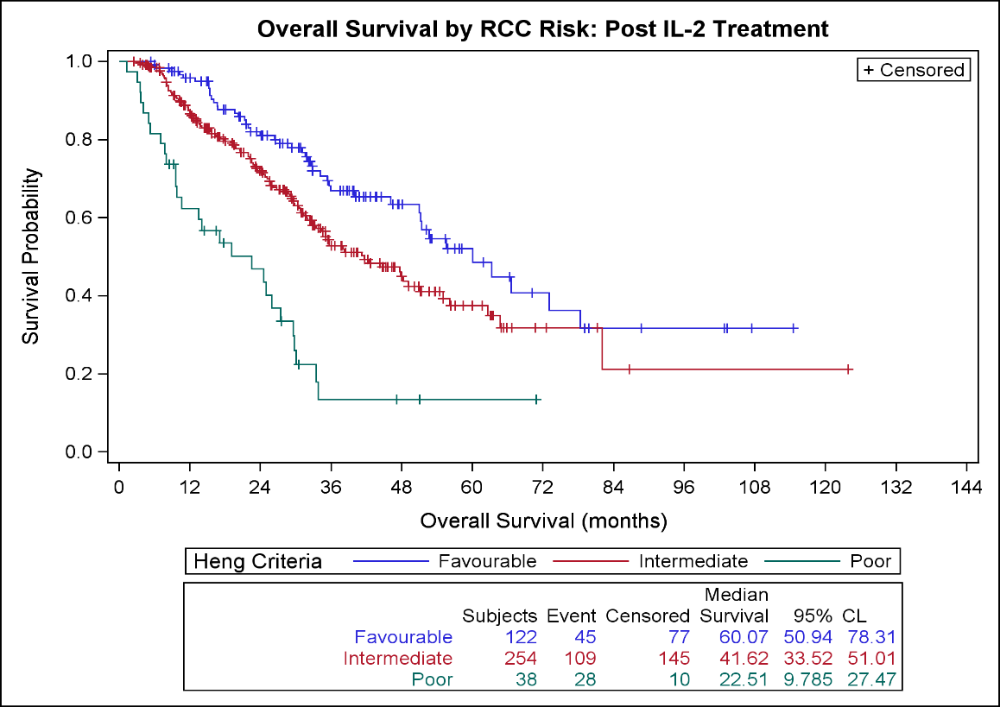 Overall Survival by RCC Risk: Post IL-2 Treatment
+ Censored
Survival Probability
1.0
0.8
0.6
0.4
0.2
0.0
0 12 24 36 48 60 72 84 96 108 120 132 144
Overall Survival (months)
Heng Criteria Favourable Intermediate Poor
Median
Subjects Event Censored Survival 95% CL
Favourable 122 45 77 60.07 50.94 78.31
Intermediate 254 109 145 41.62 33.52 51.01
Poor 38 28 10 22.51 9.785 27.47